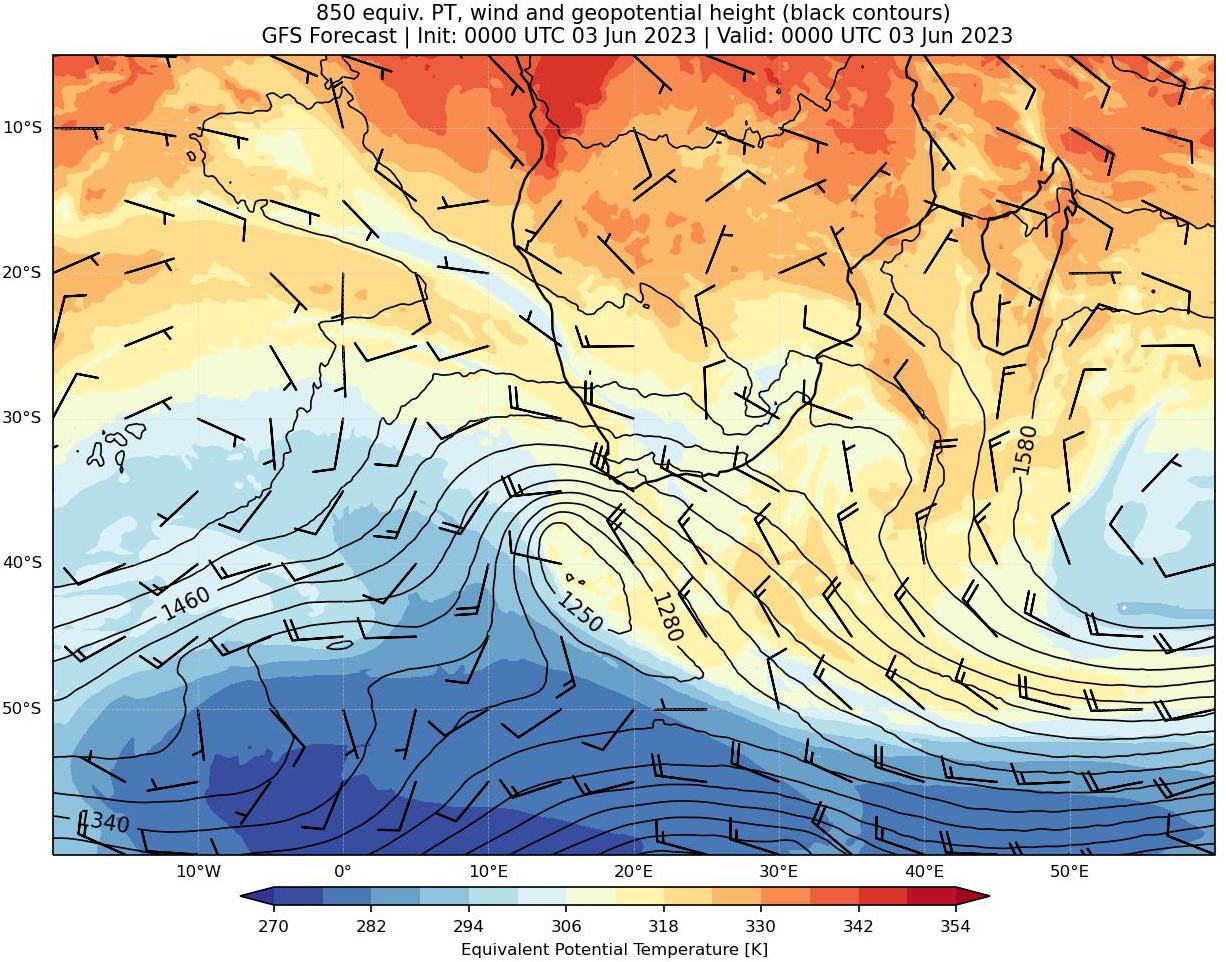 850 equiv. PT, wind and geopotential height (black contours)
GFS Forecast | Init: 0000 UTC 03 Jun 2023 | Valid: 0000 UTC 03 Jun 2023
10°S
20°S
30°S
1580
40°S
1460
1250
1280
50°S
1340
10°W 0° 10°E 20°E 30°E 40°E 50°E
270 282 294 306 318 330 342 354
Equivalent Potential Temperature [K]